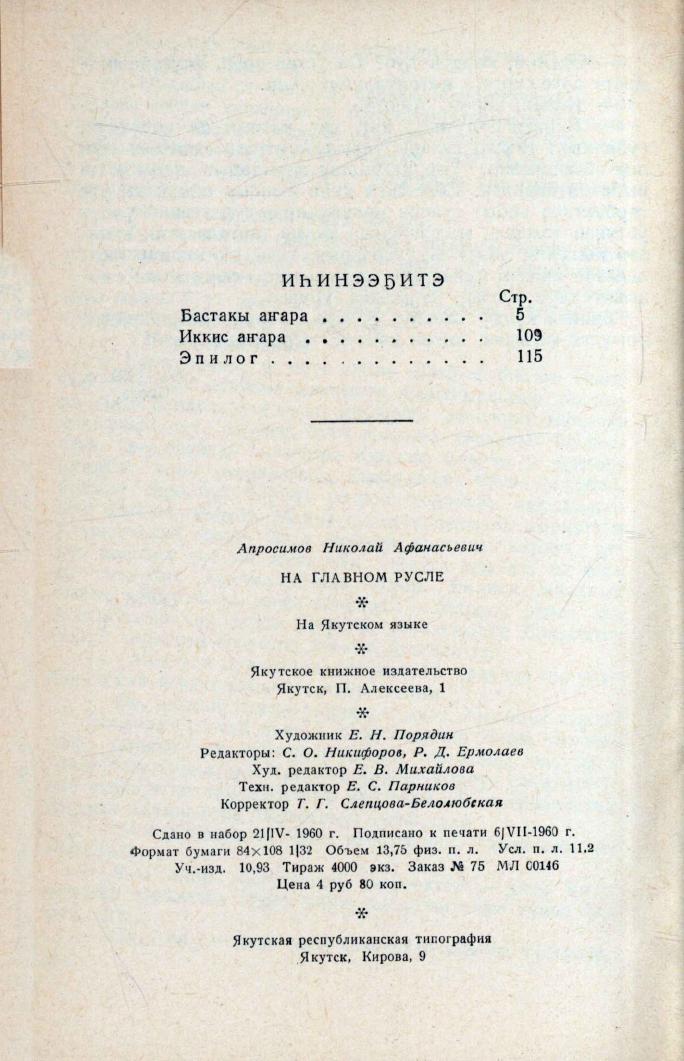 ИҺИНЭЭҔИТЭ
Стр.
Бастакы аҥара . . . . . . . . . . 5
Иккис аҥара . . . . . . . . . . . 109
Эпилог . . . . . . . . . . . . . 115
Апросимов Николай Афанасьевич
НА ГЛАВНОМ РУСЛЕ
На Якутском языке
Якутское книжное издательство
Якутск, П. Алексеева, 1
Художник Е. Н. Порядин
Редакторы: С. О. Никифоров, Р. Д. Ермолаев
Худ. редактор Е. В. Михайлова
Техн. редактор Е. С. Парников
Корректор Т. Г. Слепцова-Белолюбская
Сдано в набор 21|IV- 1960 г. Подписано к печати 6|VII-1960 г.
Формат бумаги 84×108 1|32 Объем 13,75 физ. п. л. Усл. п. л. 11,2
Уч.-изд. 10,93 Тираж 4000 экз. Заказ № 75 МЛ 00146
Цена 4 руб 80 коп.
Якутская республиканская типография
Якутск, Кирова, 9